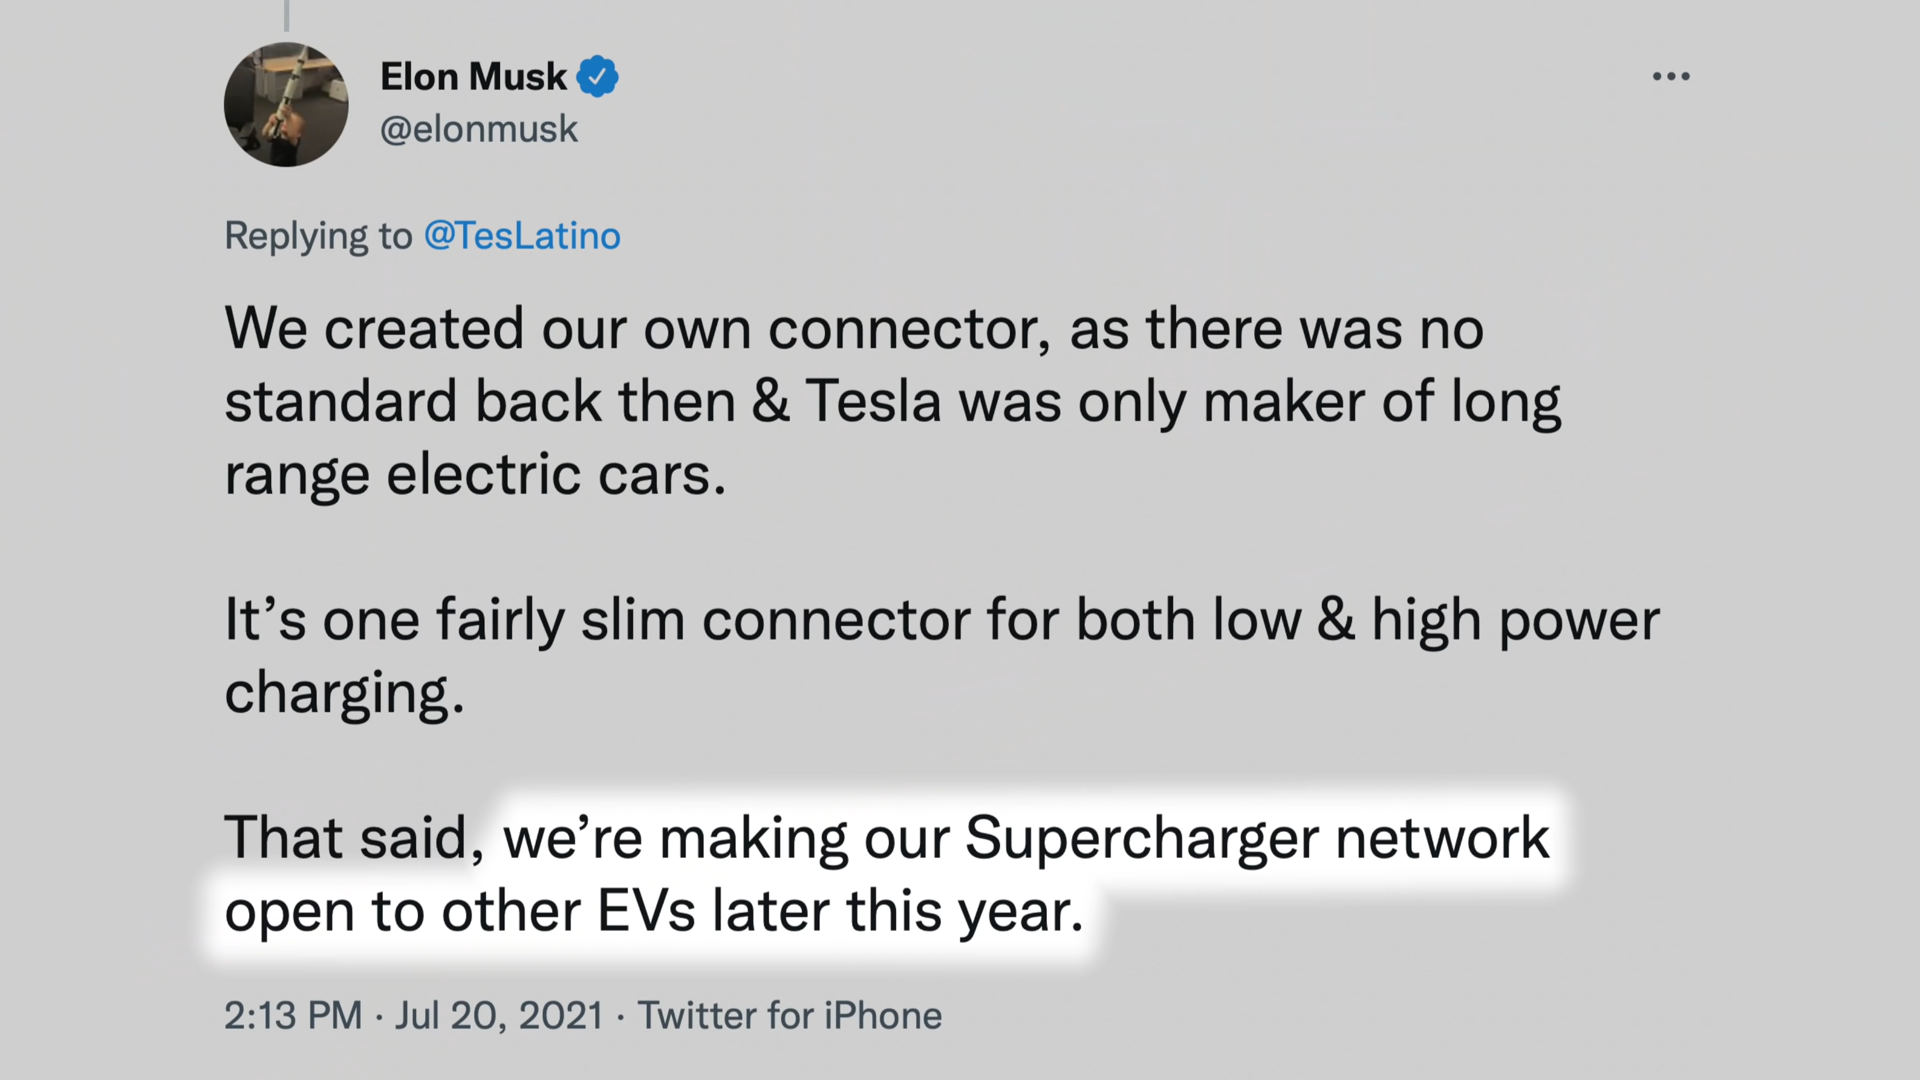 Elon Musk
@elonmusk
Replying to @TesLatino
We created our own connector, as there was no
standard back then & Tesla was only maker of long
range electric cars.
It’s one fairly slim connector for both low & high power
charging.
That said, we’re making our Supercharger network
open to other EVs later this year.
2:13 PM · Jul 20, 2021 · Twitter for iPhone